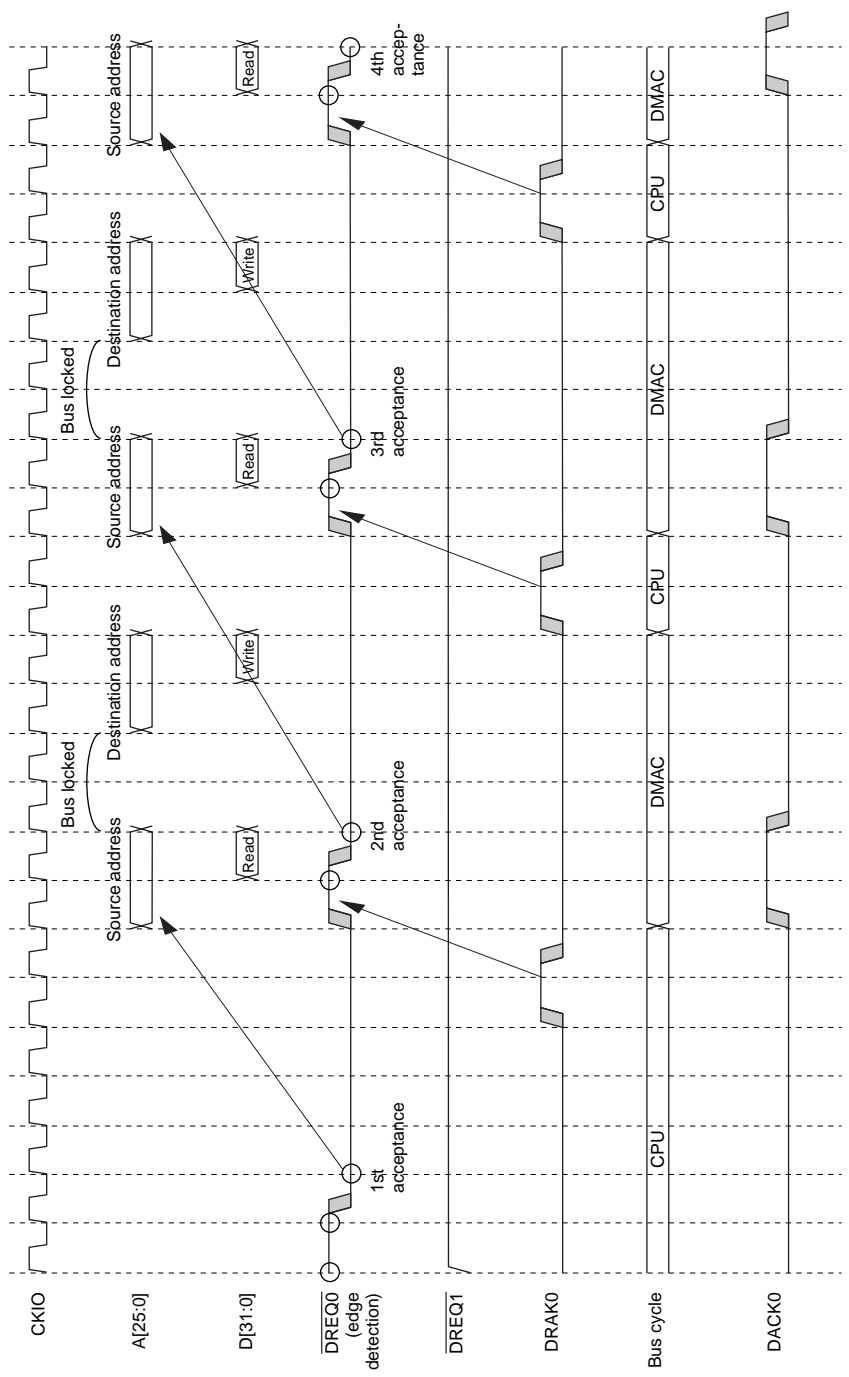 CKIO
Bus locked
Bus locked
A[25:0]
Source address
Destination address
Source address
Destination address
Source address
D[31:0]
Read
Write
Read
Write
Read
DREQ0
(edge
detection)
1st
acceptance
2nd
acceptance
3rd
acceptance
4th
accep-
tance
DREQ1
DRAK0
Bus cycle
CPU
DMAC
CPU
DMAC
CPU
DMAC
DACK0